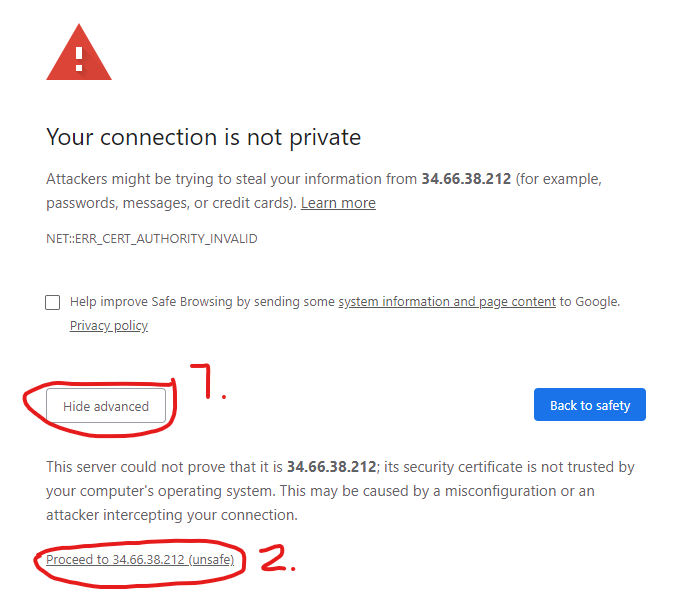 Your connection is not private
Attackers might be trying to steal your information from 34.66.38.212 (for example,
passwords, messages, or credit cards). Learn more
NET::ERR_CERT_AUTHORITY_INVALID
Help improve Safe Browsing by sending some system information and page content to Google.
Privacy policy
1.
Hide advanced
Back to safety
This server could not prove that it is 34.66.38.212; its security certificate is not trusted by
your computer's operating system. This may be caused by a misconfiguration or an
attacker intercepting your connection.
Proceed to 34.66.38.212 (unsafe) 2.